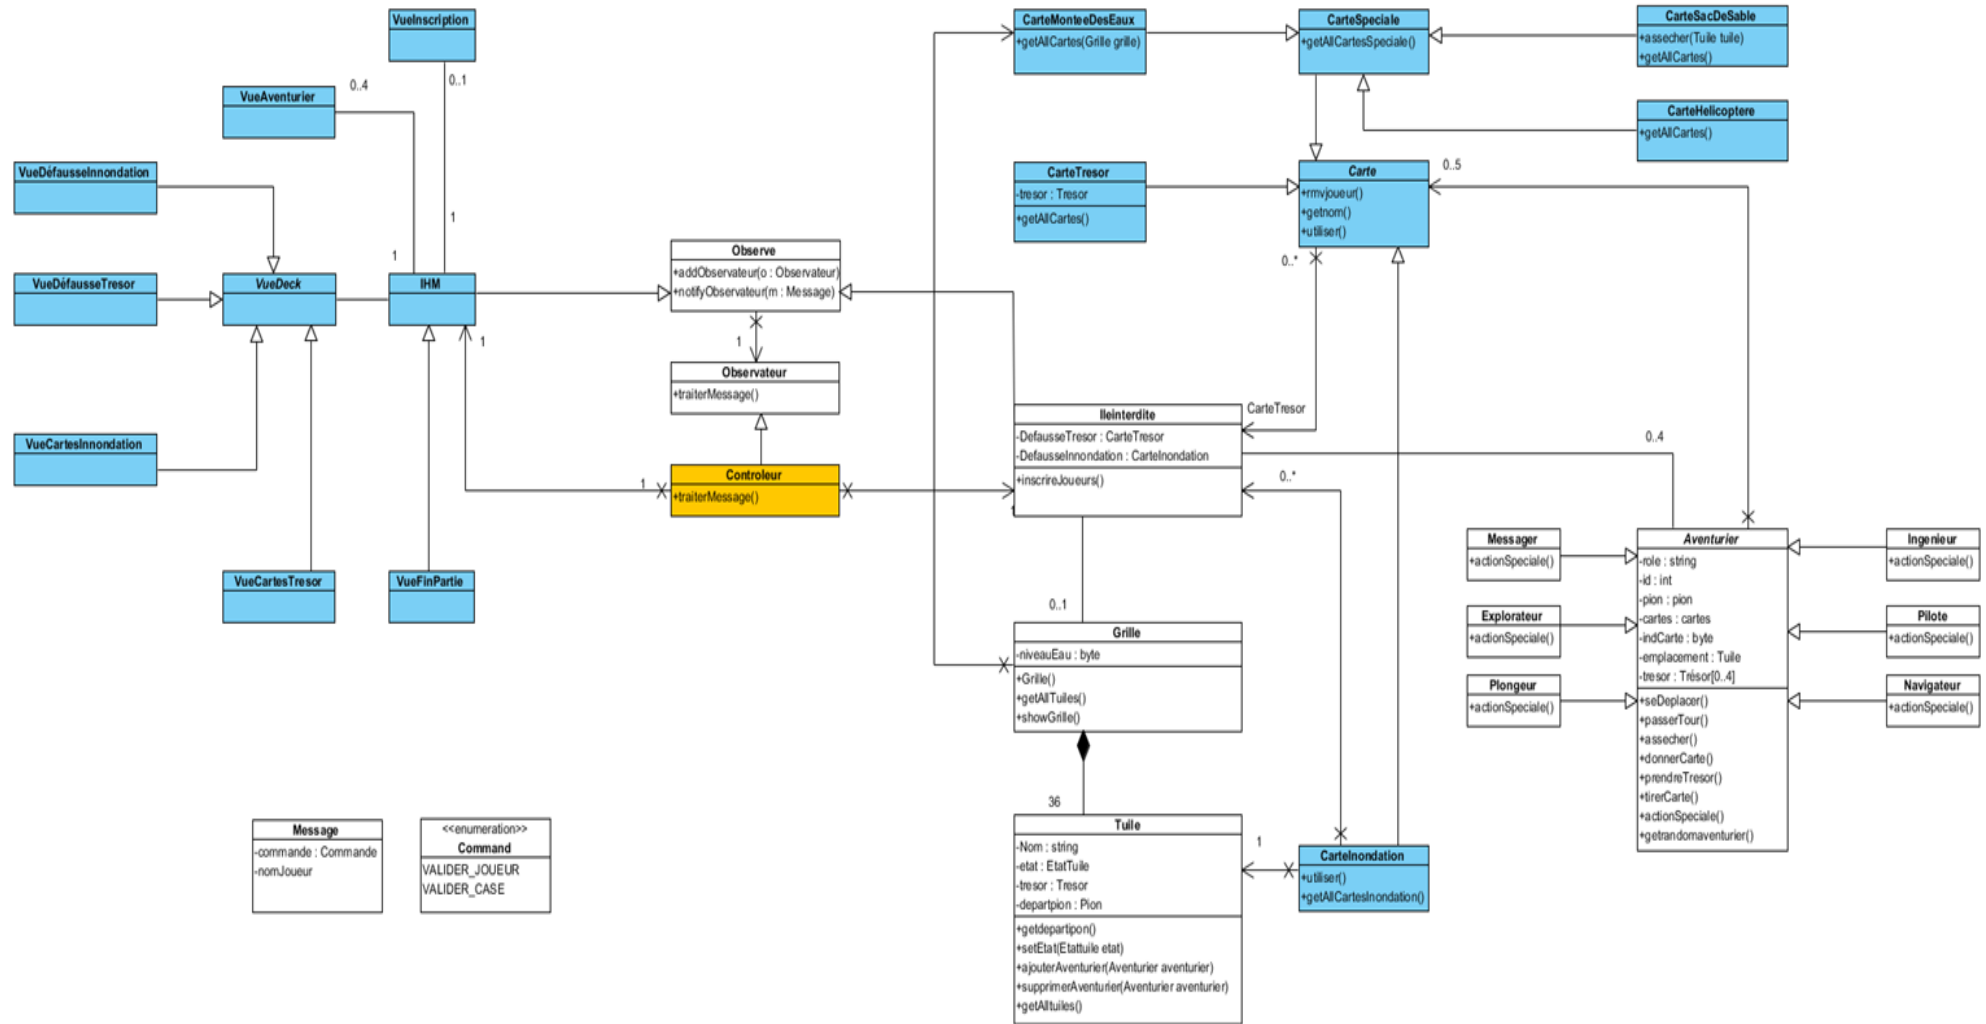 VueInscription
0..1
VueAventurier
0..4
VueDéfausseInnondation
VueDéfausseTresor
VueDeck
1
1
IHM
1
VueCartesInnondation
VueCartesTresor
VueFinPartie
Observe
+addObservateur(o : Observateur)
+notifyObservateur(m : Message)
1
Observateur
+traiterMessage()
Controleur
+traiterMessage()
1
1
CarteMonteeDesEaux
+getAllCartes(Grille grille)
CarteSpeciale
+getAllCartesSpeciale()
CarteSacDeSable
+assecher(Tuile tuile)
+getAllCartes()
CarteHelicoptere
+getAllCartes()
CarteTresor
-tresor : Tresor
+getAllCartes()
Carte
+rmvjoueur()
+getnom()
+utiliser()
0..5
0..*
CarteTresor
IleInterdite
-DefausseTresor : CarteTresor
-DefausseInnondation : CarteInondation
+inscrireJoueurs()
0..*
0..4
0..1
Grille
-niveauEau : byte
+Grille()
+getAllTuiles()
+showGrille()
36
Tuile
-Nom : string
-etat : EtatTuile
-tresor : Tresor
-departpion : Pion
+getdepartipon()
+setEtat(Etattuile etat)
+ajouterAventurier(Aventurier aventurier)
+supprimerAventurier(Aventurier aventurier)
+getAlltuiles()
1
CarteInondation
+utiliser()
+getAllCartesInondation()
Messager
+actionSpeciale()
Explorateur
+actionSpeciale()
Plongeur
+actionSpeciale()
Aventurier
-role : string
-id : int
-pion : pion
-cartes : cartes
-indCarte : byte
-emplacement : Tuile
-tresor : Trésor[0..4]
+seDeplacer()
+passerTour()
+assecher()
+donnerCarte()
+prendreTresor()
+tirerCarte()
+actionSpeciale()
+getrandomaventurier()
Ingenieur
+actionSpeciale()
Pilote
+actionSpeciale()
Navigateur
+actionSpeciale()
Message
-commande : Commande
-nomJoueur
<<enumeration>>
Command
VALIDER_JOUEUR
VALIDER_CASE